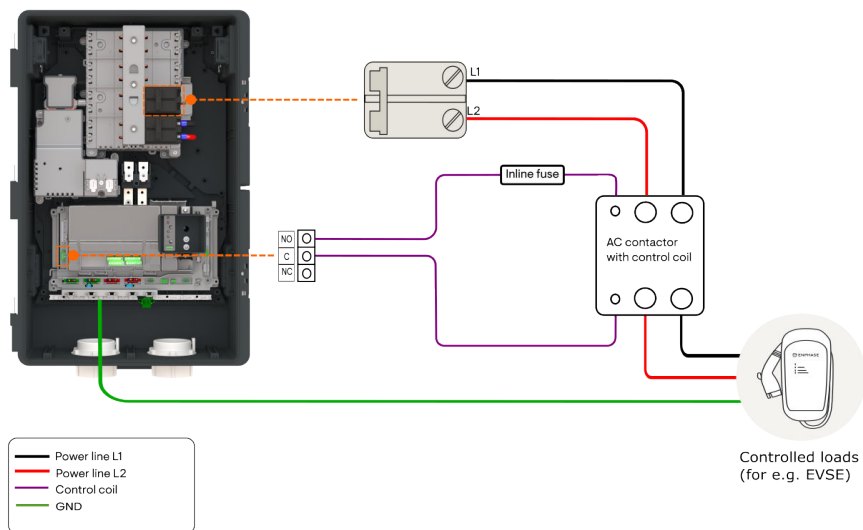 L1
L2
Inline fuse
NO
C
NC
AC contactor
with control coil
ENPHASE
Controlled loads
(for e.g. EVSE)
Power line L1
Power line L2
Control coil
GND